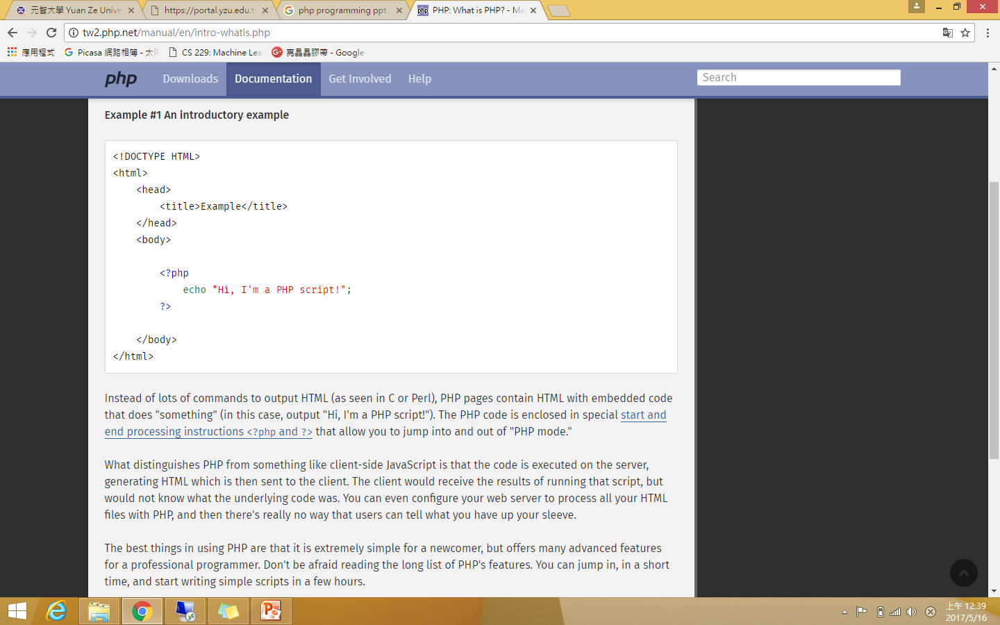 元智大學 Yuan Ze Unive
https://portal.yzu.edu.t
php programming ppt -
PHP: What is PHP? - Ma
tw2.php.net/manual/en/intro-whatis.php
應用程式
Picasa 網路相簿 - 太
CS 229: Machine Lea
亮晶晶膠帶 - Google
php
Downloads
Documentation
Get Involved
Help
Search
Example #1 An introductory example
<!DOCTYPE HTML>
<html>
    <head>
        <title>Example</title>
    </head>
    <body>
        <?php
            echo "Hi, I'm a PHP script!";
        ?>
    </body>
</html>
Instead of lots of commands to output HTML (as seen in C or Perl), PHP pages contain HTML with embedded code
that does "something" (in this case, output "Hi, I'm a PHP script!"). The PHP code is enclosed in special start and
end processing instructions <?php and ?> that allow you to jump into and out of "PHP mode."
What distinguishes PHP from something like client-side JavaScript is that the code is executed on the server,
generating HTML which is then sent to the client. The client would receive the results of running that script, but
would not know what the underlying code was. You can even configure your web server to process all your HTML
files with PHP, and then there's really no way that users can tell what you have up your sleeve.
The best things in using PHP are that it is extremely simple for a newcomer, but offers many advanced features
for a professional programmer. Don't be afraid reading the long list of PHP's features. You can jump in, in a short
time, and start writing simple scripts in a few hours.
上午 12:39
2017/5/16